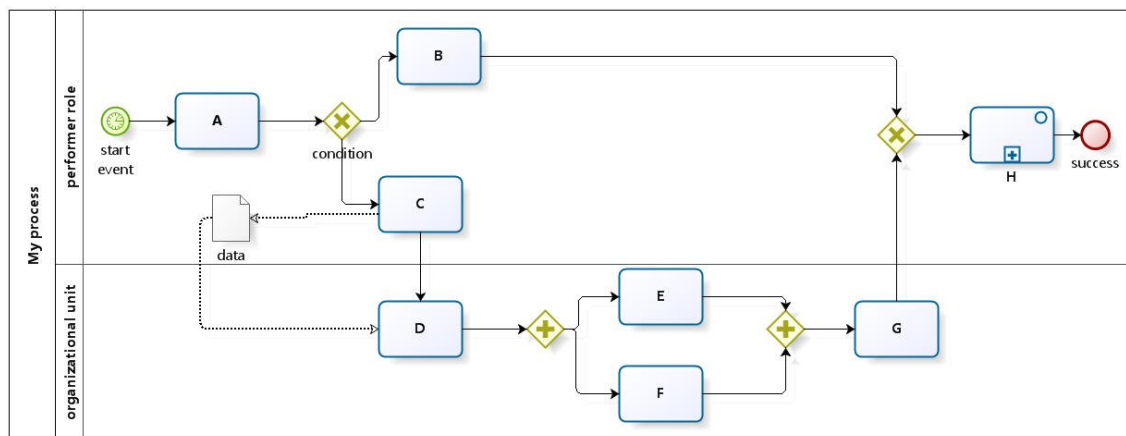 My process
performer role
organizational unit
start
event
A
condition
B
C
data
D
E
F
G
H
success